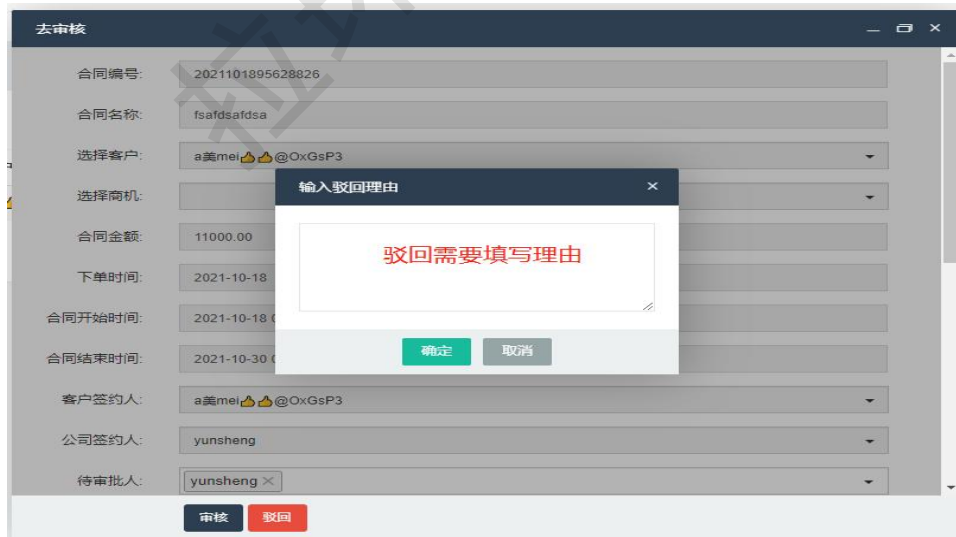 去审核
合同编号: 2021101895628826
合同名称: fsafdsafdsa
选择客户: a美mei👍👍@OxGsP3
选择商机:
合同金额: 11000.00
下单时间: 2021-10-18
合同开始时间: 2021-10-18 0
合同结束时间: 2021-10-30 0
客户签约人: a美mei👍👍@OxGsP3
公司签约人: yunsheng
待审批人: yunsheng ×
审核 驳回
输入驳回理由 ×
驳回需要填写理由
确定 取消